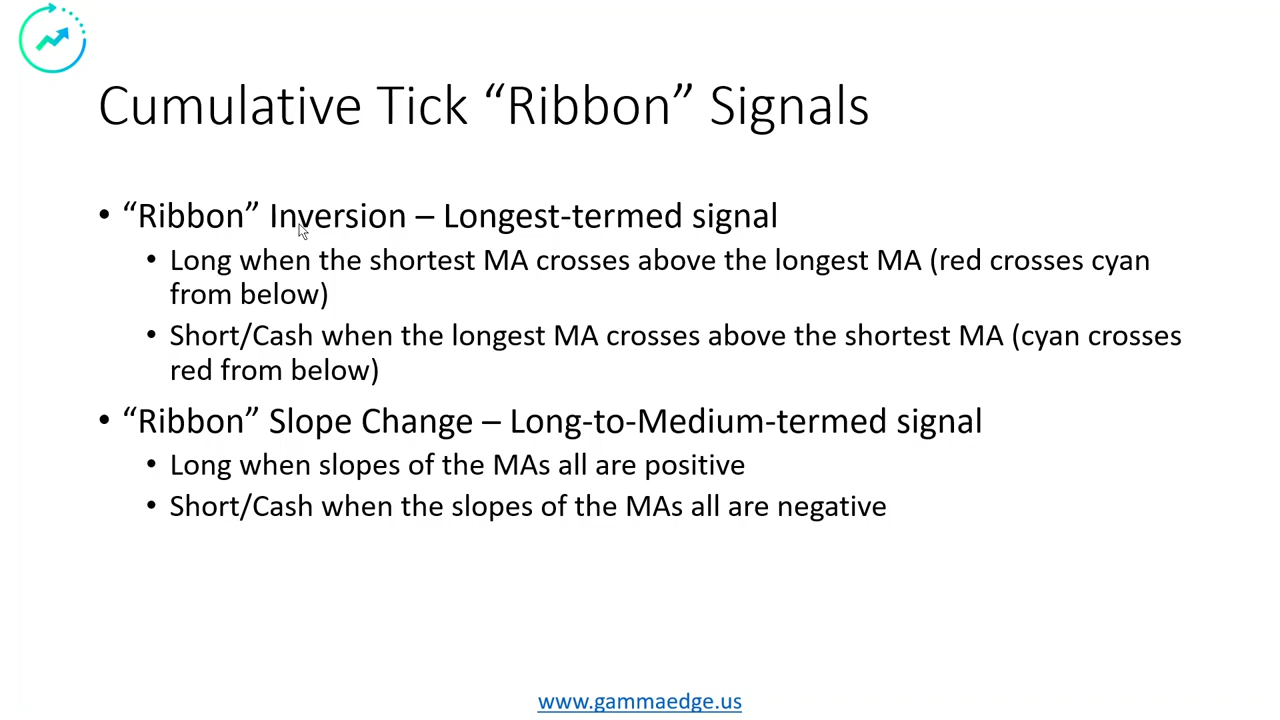 Cumulative Tick “Ribbon” Signals
• “Ribbon” Inversion – Longest-termed signal
• Long when the shortest MA crosses above the longest MA (red crosses cyan
from below)
• Short/Cash when the longest MA crosses above the shortest MA (cyan crosses
red from below)
• “Ribbon” Slope Change – Long-to-Medium-termed signal
• Long when slopes of the MAs all are positive
• Short/Cash when the slopes of the MAs all are negative
www.gammaedge.us